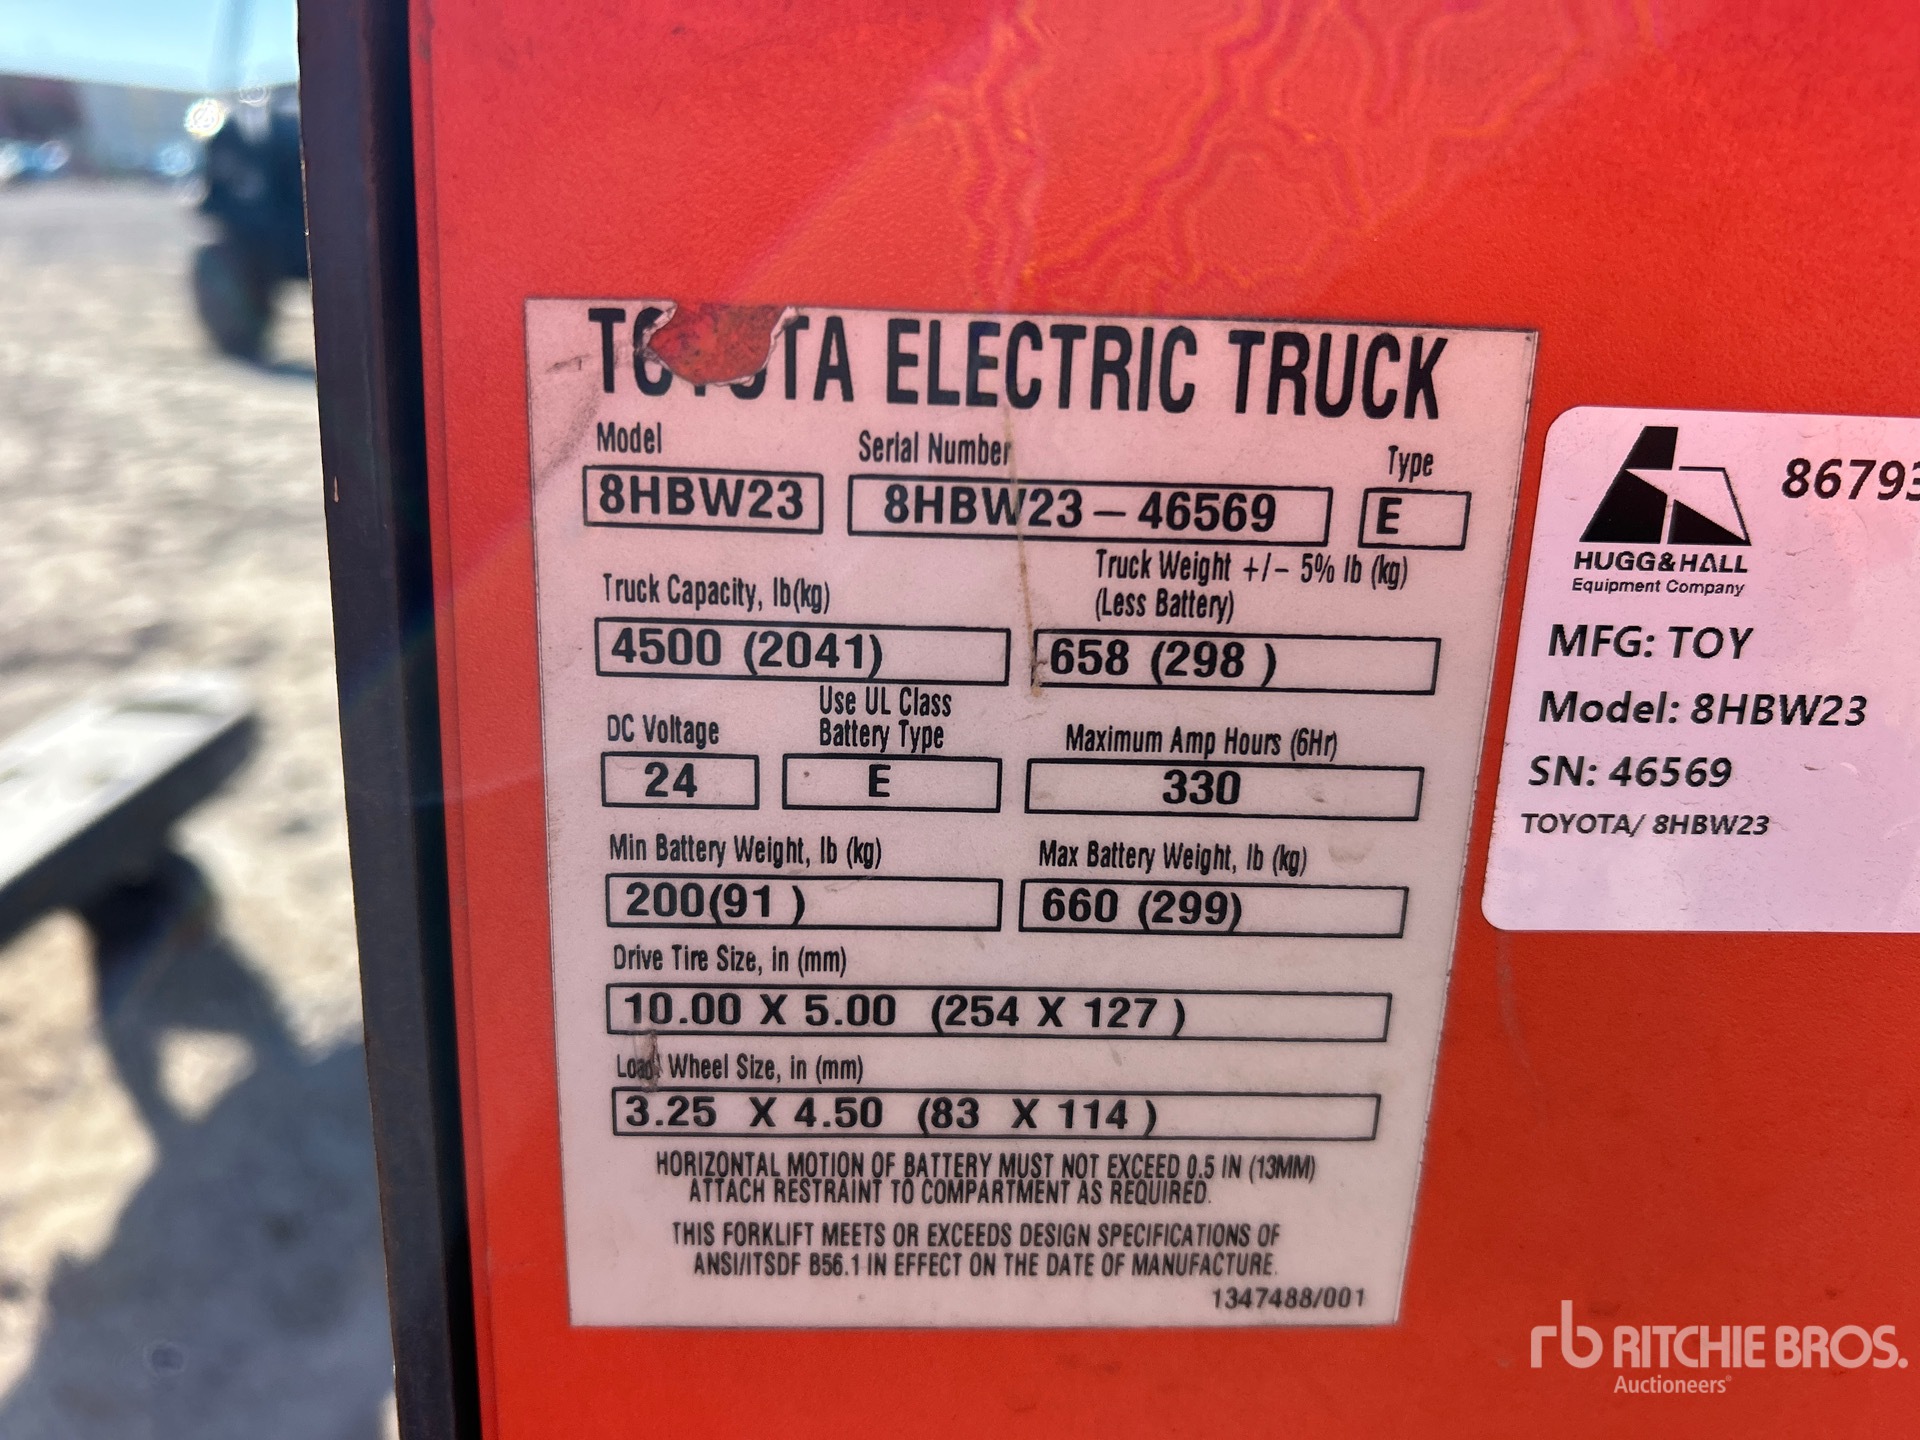 TOYOTA ELECTRIC TRUCK
Model Serial Number Type
8HBW23 8HBW23-46569 E
Truck Capacity, lb(kg) Truck Weight +/- 5% lb (kg)
(Less Battery)
4500 (2041) 658 (298 )
DC Voltage Use UL Class
Battery Type Maximum Amp Hours (6Hr)
24 E 330
Min Battery Weight, lb (kg) Max Battery Weight, lb (kg)
200(91 ) 660 (299)
Drive Tire Size, in (mm)
10.00 X 5.00 (254 X 127 )
Load Wheel Size, in (mm)
3.25 X 4.50 (83 X 114 )
HORIZONTAL MOTION OF BATTERY MUST NOT EXCEED 0.5 IN (13MM)
ATTACH RESTRAINT TO COMPARTMENT AS REQUIRED.
THIS FORKLIFT MEETS OR EXCEEDS DESIGN SPECIFICATIONS OF
ANSI/ITSDF B56.1 IN EFFECT ON THE DATE OF MANUFACTURE.
1347488/001
HUGG&HALL
Equipment Company
MFG: TOY
Model: 8HBW23
SN: 46569
TOYOTA/ 8HBW23
rb RITCHIE BROS.
Auctioneers